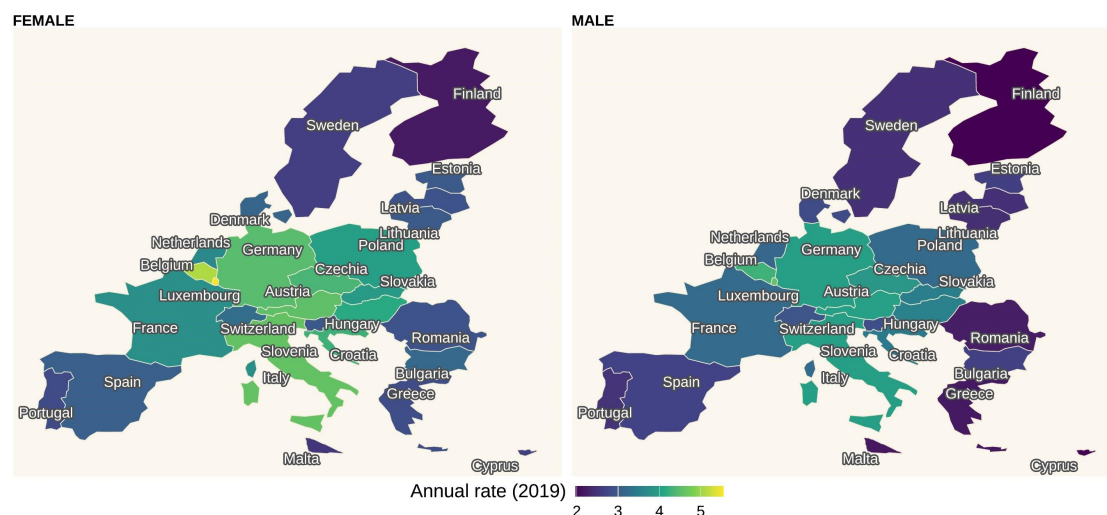 FEMALE
Finland
Sweden
Estonia
Latvia
Denmark
Lithuania
Netherlands
Poland
Germany
Belgium
Czechia
Slovakia
Luxembourg
Austria
France
Switzerland
Hungary
Romania
Slovenia
Croatia
Italy
Spain
Bulgaria
Greece
Portugal
Malta
Cyprus
MALE
Finland
Sweden
Estonia
Denmark
Latvia
Lithuania
Netherlands
Poland
Germany
Belgium
Czechia
Slovakia
Luxembourg
Austria
France
Switzerland
Hungary
Romania
Slovenia
Croatia
Italy
Spain
Bulgaria
Greece
Portugal
Malta
Cyprus
Annual rate (2019)
2 3 4 5